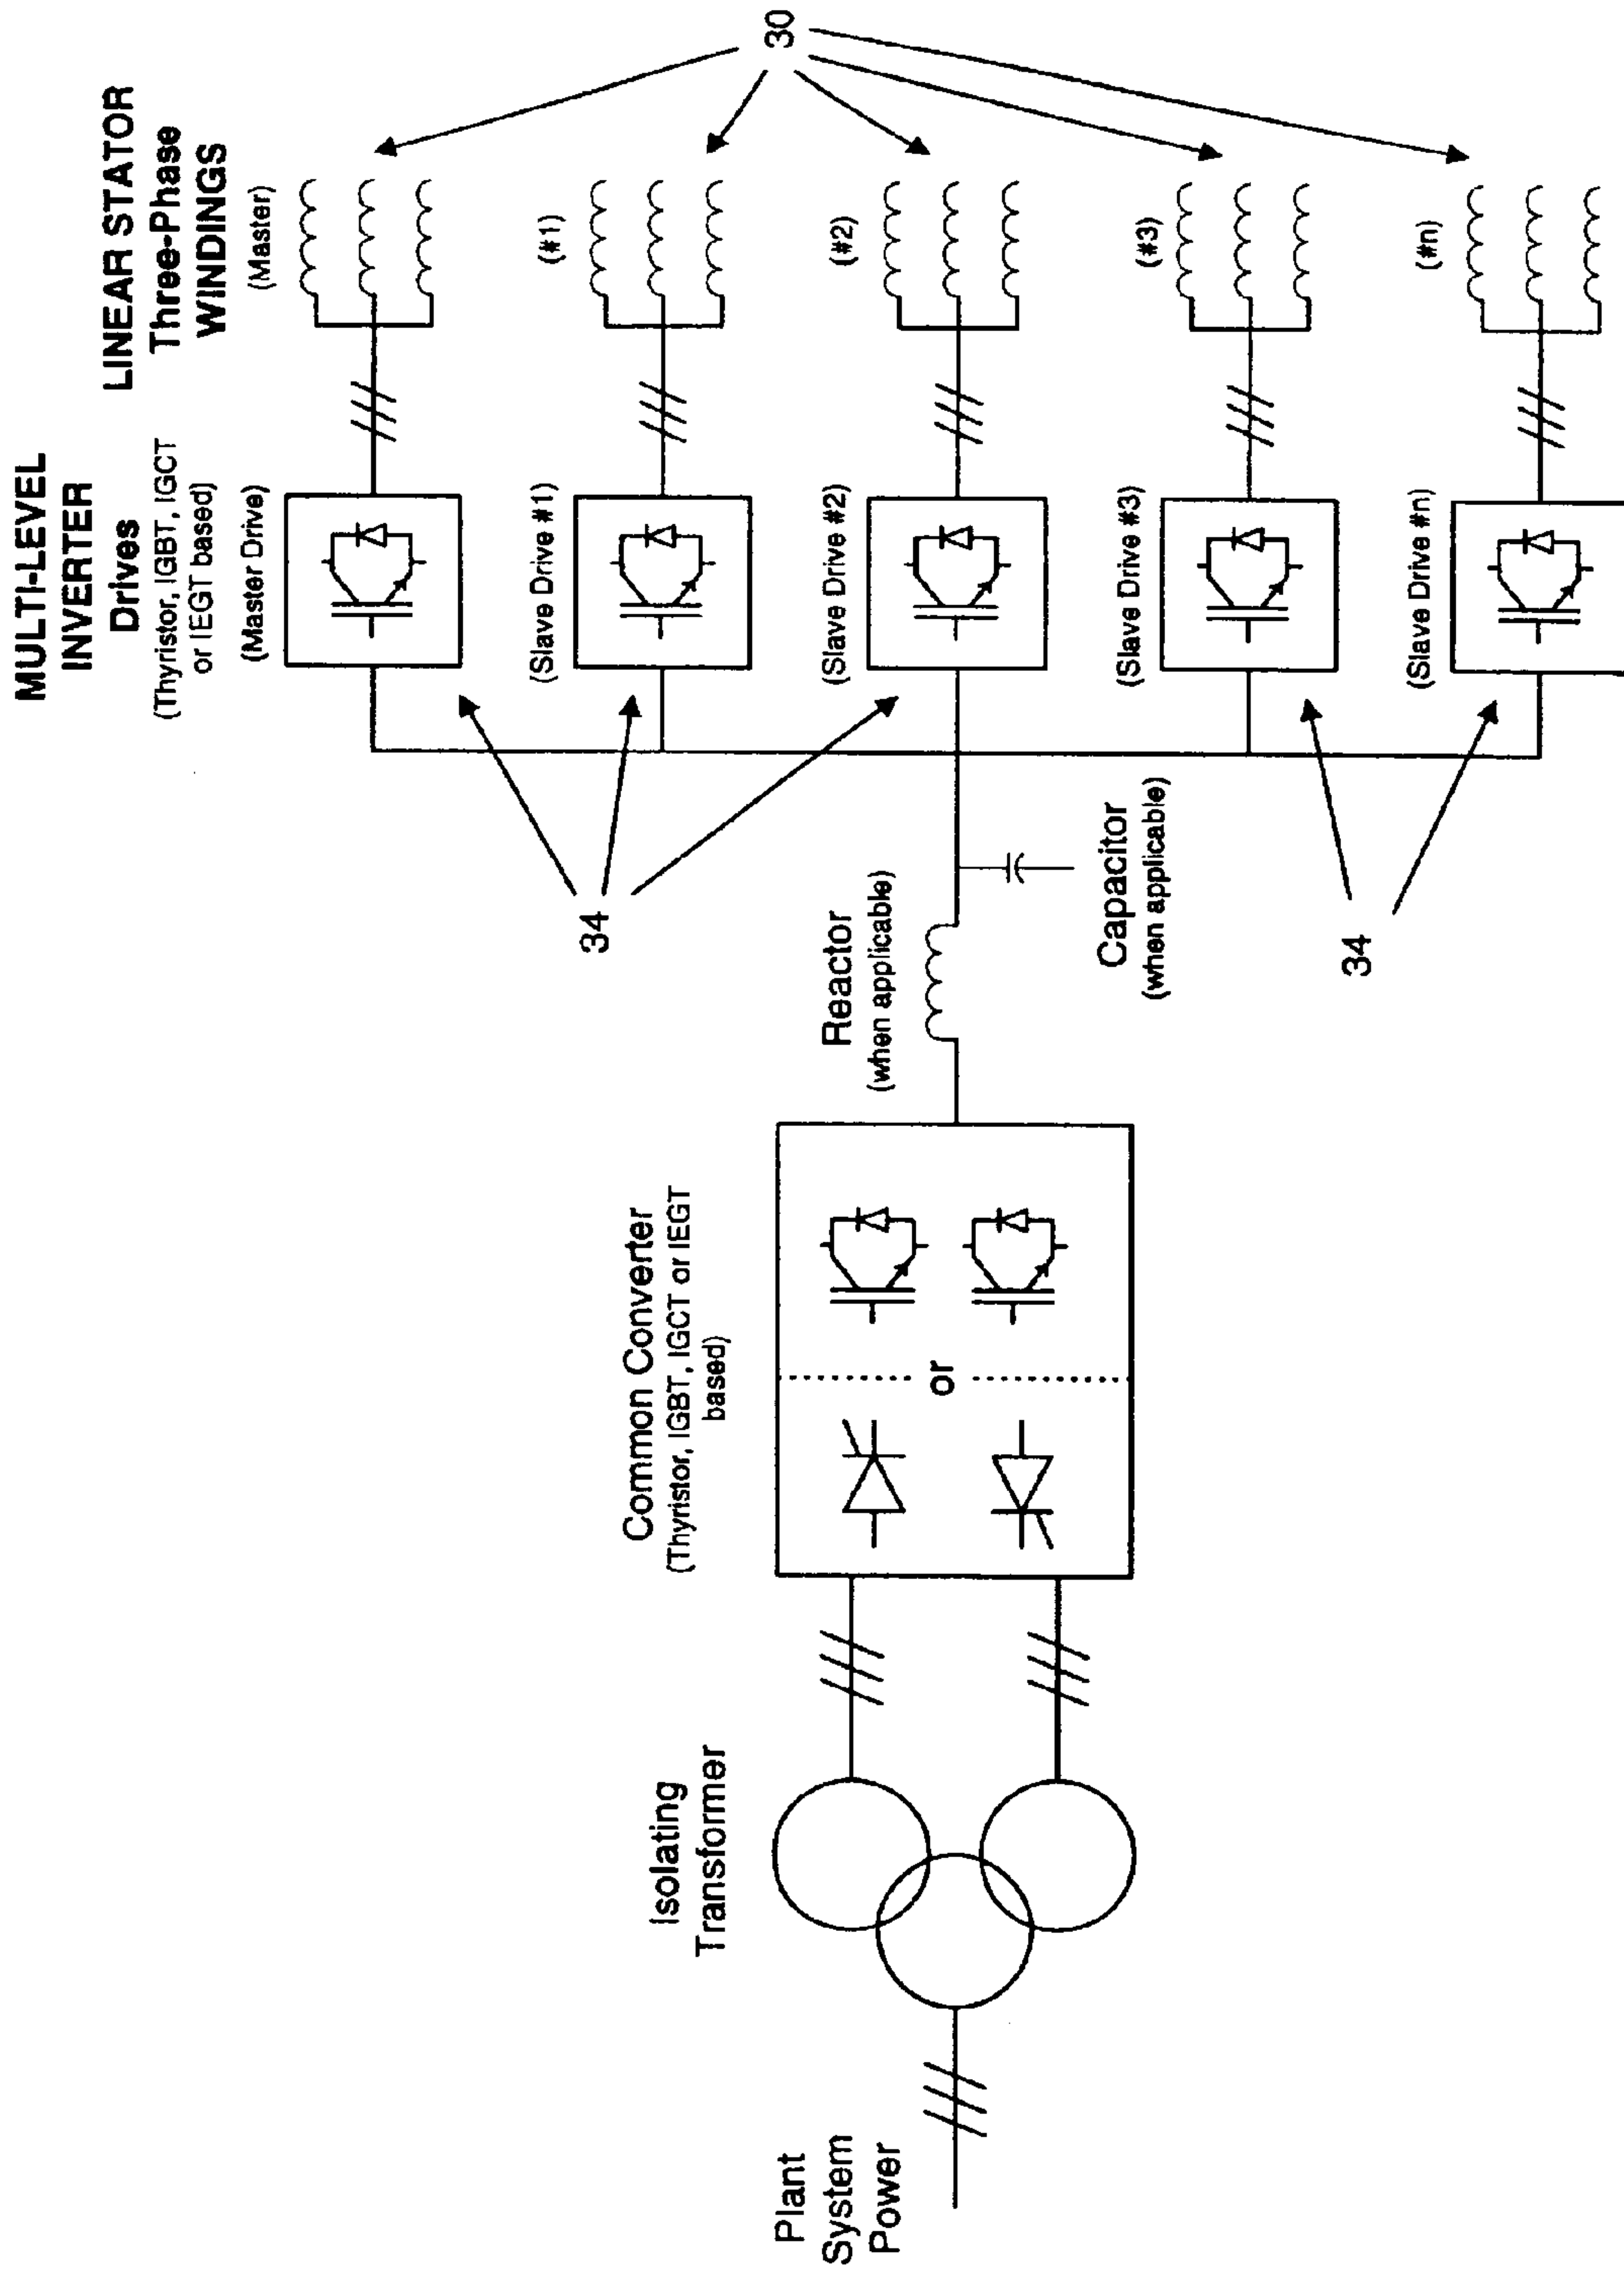 MULTI-LEVEL
INVERTER
Drives
(Thyristor, IGBT, IGCT
or IEGT based)
LINEAR STATOR
Three-Phase
WINDINGS
(Master Drive)
(Master)
(Slave Drive #1)
(#1)
(Slave Drive #2)
(#2)
(Slave Drive #3)
(#3)
(Slave Drive #n)
(#n)
30
34
34
Reactor
(when applicable)
Capacitor
(when applicable)
Common Converter
(Thyristor, IGBT, IGCT or IEGT
based)
or
Isolating
Transformer
Plant
System
Power